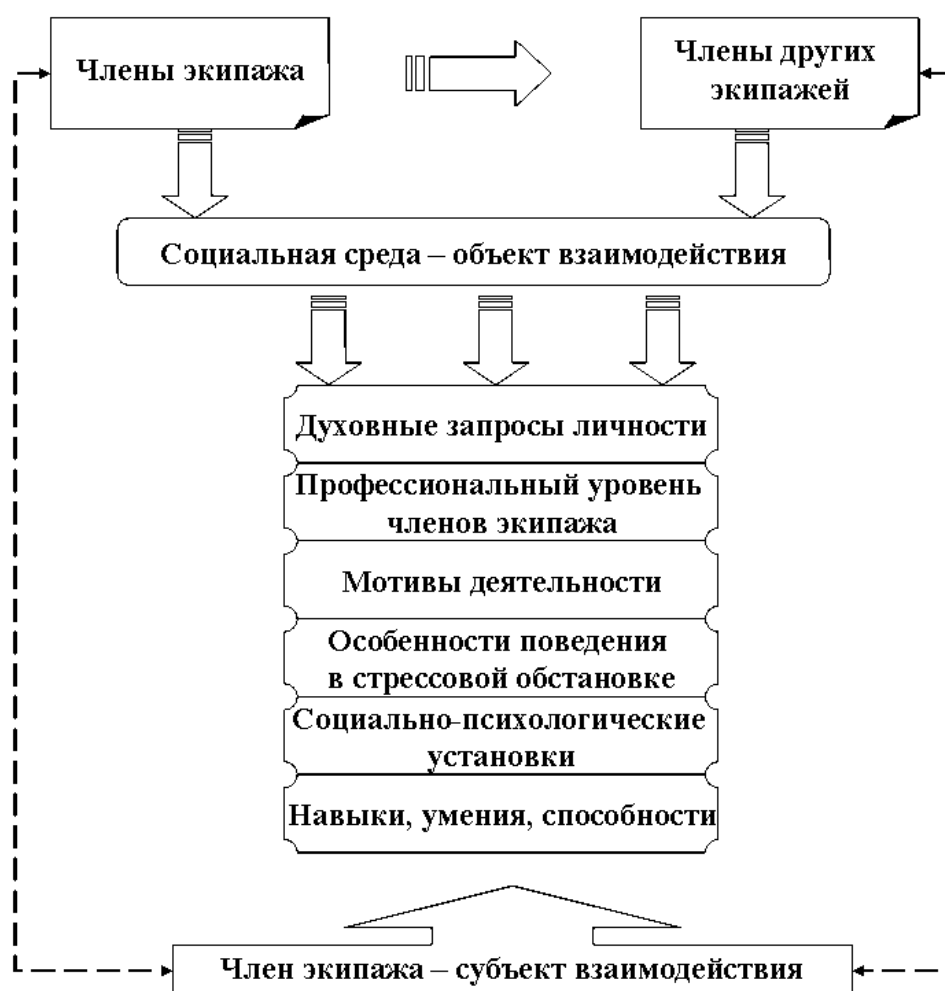 Члены экипажа
Члены других
экипажей
Социальная среда – объект взаимодействия
Духовные запросы личности
Профессиональный уровень
членов экипажа
Мотивы деятельности
Особенности поведения
в стрессовой обстановке
Социально-психологические
установки
Навыки, умения, способности
Член экипажа – субъект взаимодействия